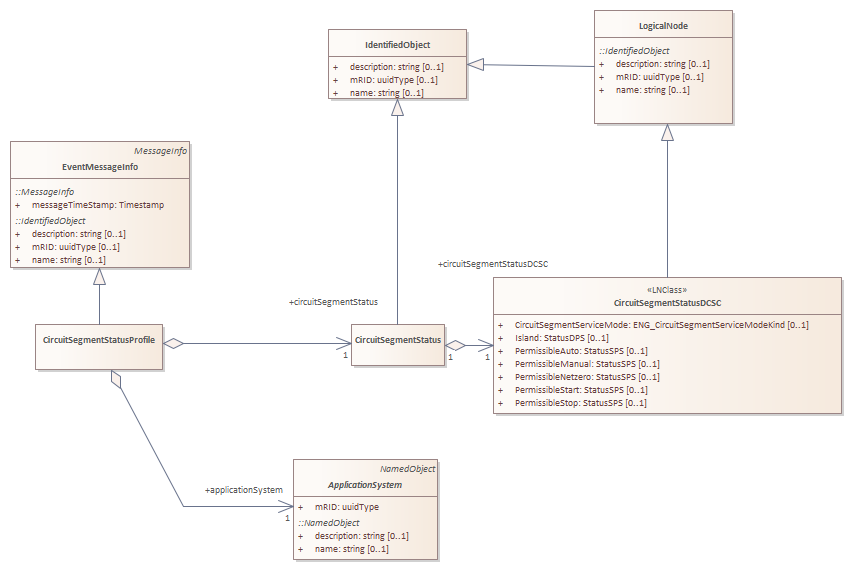 IdentifiedObject
+ description: string [0..1]
+ mRID: uuidType [0..1]
+ name: string [0..1]
LogicalNode
::IdentifiedObject
+ description: string [0..1]
+ mRID: uuidType [0..1]
+ name: string [0..1]
MessageInfo
EventMessageInfo
::MessageInfo
+ messageTimeStamp: Timestamp
::IdentifiedObject
+ description: string [0..1]
+ mRID: uuidType [0..1]
+ name: string [0..1]
+circuitSegmentStatusDCSC
+circuitSegmentStatus
CircuitSegmentStatusProfile
1
CircuitSegmentStatus
1
1
«LNClass»
CircuitSegmentStatusDCSC
+ CircuitSegmentServiceMode: ENG_CircuitSegmentServiceModeKind [0..1]
+ Island: StatusDPS [0..1]
+ PermissibleAuto: StatusSPS [0..1]
+ PermissibleManual: StatusSPS [0..1]
+ PermissibleNetzero: StatusSPS [0..1]
+ PermissibleStart: StatusSPS [0..1]
+ PermissibleStop: StatusSPS [0..1]
+applicationSystem
1
NamedObject
ApplicationSystem
+ mRID: uuidType
::NamedObject
+ description: string [0..1]
+ name: string [0..1]